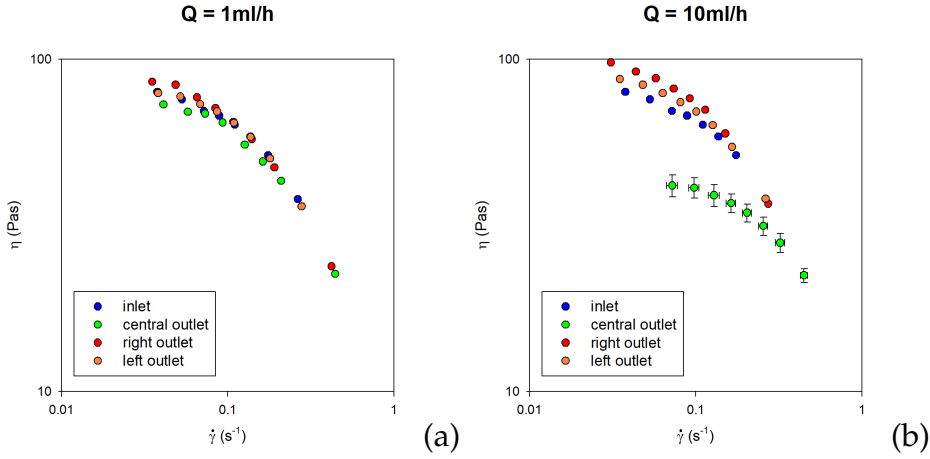 Q = 1ml/h
100
η (Pas)
10
0.01
0.1
1
γ̇ (s⁻¹)
inlet
central outlet
right outlet
left outlet
(a)
Q = 10ml/h
100
η (Pas)
10
0.01
0.1
1
γ̇ (s⁻¹)
inlet
central outlet
right outlet
left outlet
(b)